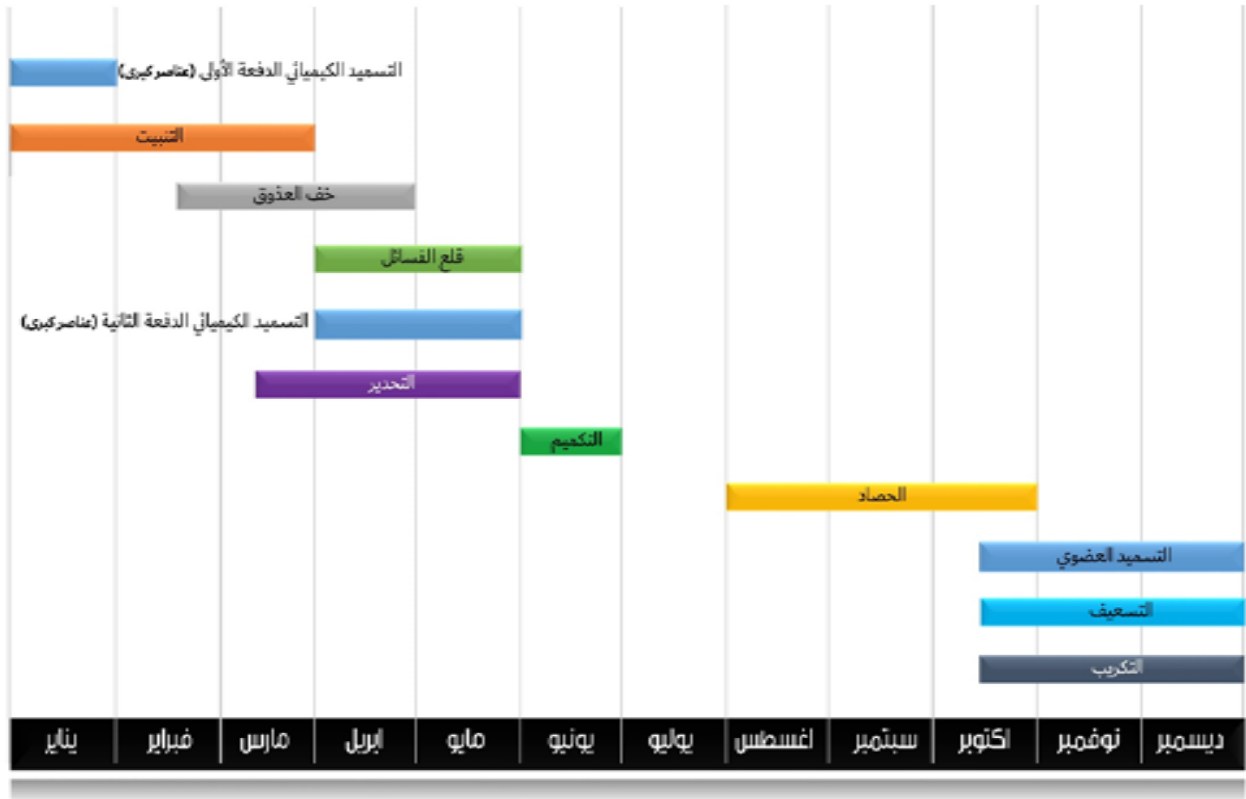 التسميد الكيميائي الدفعة الأولى (عناصر كبرى)
التنبيت
خف العذوق
قلع الفسائل
التسميد الكيميائي الدفعة الثانية (عناصر كبرى)
التحدير
التكميم
الحصاد
التسميد العضوي
التسعيف
التكريب
يناير فبراير مارس ابريل مايو يونيو يوليو اغسطس سبتمبر اكتوبر نوفمبر ديسمبر